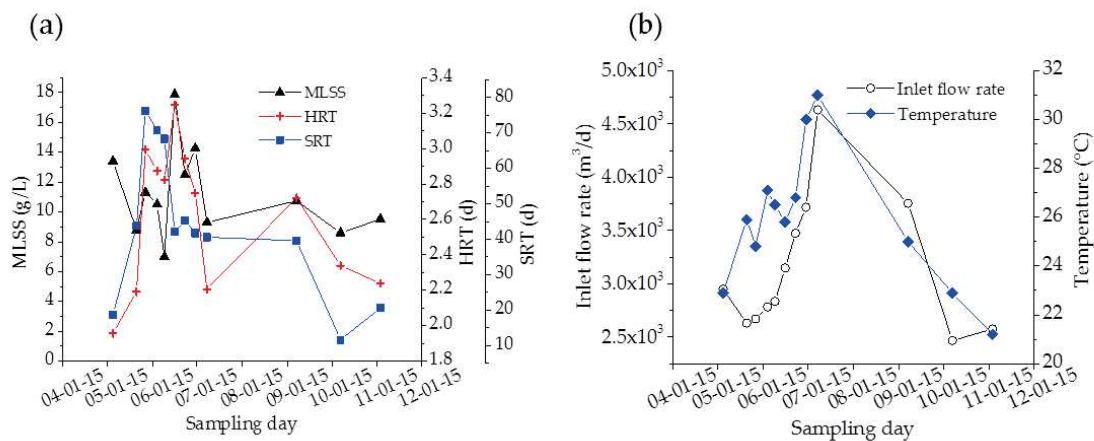 (a)
MLSS
HRT
SRT
18
16
14
12
10
8
6
4
2
0
MLSS (g/L)
3.4
3.2
3.0
2.8
2.6
2.4
2.2
2.0
1.8
HRT (d)
80
70
60
50
40
30
20
10
SRT (d)
04-01-15
05-01-15
06-01-15
07-01-15
08-01-15
09-01-15
10-01-15
11-01-15
12-01-15
Sampling day
(b)
Inlet flow rate
Temperature
5.0x10³
4.5x10³
4.0x10³
3.5x10³
3.0x10³
2.5x10³
Inlet flow rate (m³/d)
32
30
28
26
24
22
20
Temperature (°C)
04-01-15
05-01-15
06-01-15
07-01-15
08-01-15
09-01-15
10-01-15
11-01-15
12-01-15
Sampling day